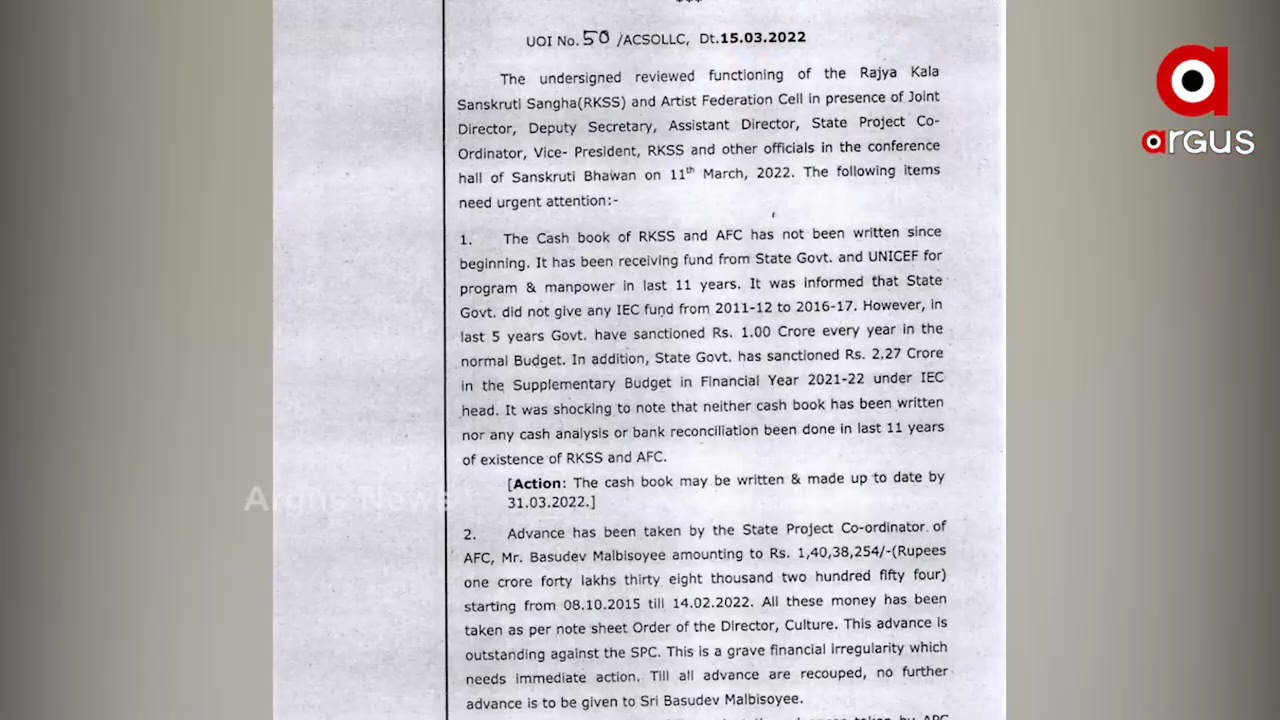 ***
UOI No.50 /ACSOLLC, Dt.15.03.2022
The undersigned reviewed functioning of the Rajya Kala
Sanskruti Sangha(RKSS) and Artist Federation Cell in presence of Joint
Director, Deputy Secretary, Assistant Director, State Project Co-
Ordinator, Vice- President, RKSS and other officials in the conference
hall of Sanskruti Bhawan on 11th March, 2022. The following items
need urgent attention:-
1. The Cash book of RKSS and AFC has not been written since
beginning. It has been receiving fund from State Govt. and UNICEF for
program & manpower in last 11 years. It was informed that State
Govt. did not give any IEC fund from 2011-12 to 2016-17. However, in
last 5 years Govt. have sanctioned Rs. 1.00 Crore every year in the
normal Budget. In addition, State Govt. has sanctioned Rs. 2.27 Crore
in the Supplementary Budget in Financial Year 2021-22 under IEC
head. It was shocking to note that neither cash book has been written
nor any cash analysis or bank reconciliation been done in last 11 years
of existence of RKSS and AFC.
[Action: The cash book may be written & made up to date by
31.03.2022.]
2. Advance has been taken by the State Project Co-ordinator of
AFC, Mr. Basudev Malbisoyee amounting to Rs. 1,40,38,254/-(Rupees
one crore forty lakhs thirty eight thousand two hundred fifty four)
starting from 08.10.2015 till 14.02.2022. All these money has been
taken as per note sheet Order of the Director, Culture. This advance is
outstanding against the SPC. This is a grave financial irregularity which
needs immediate action. Till all advance are recouped, no further
advance is to be given to Sri Basudev Malbisoyee.
argus
Argus News